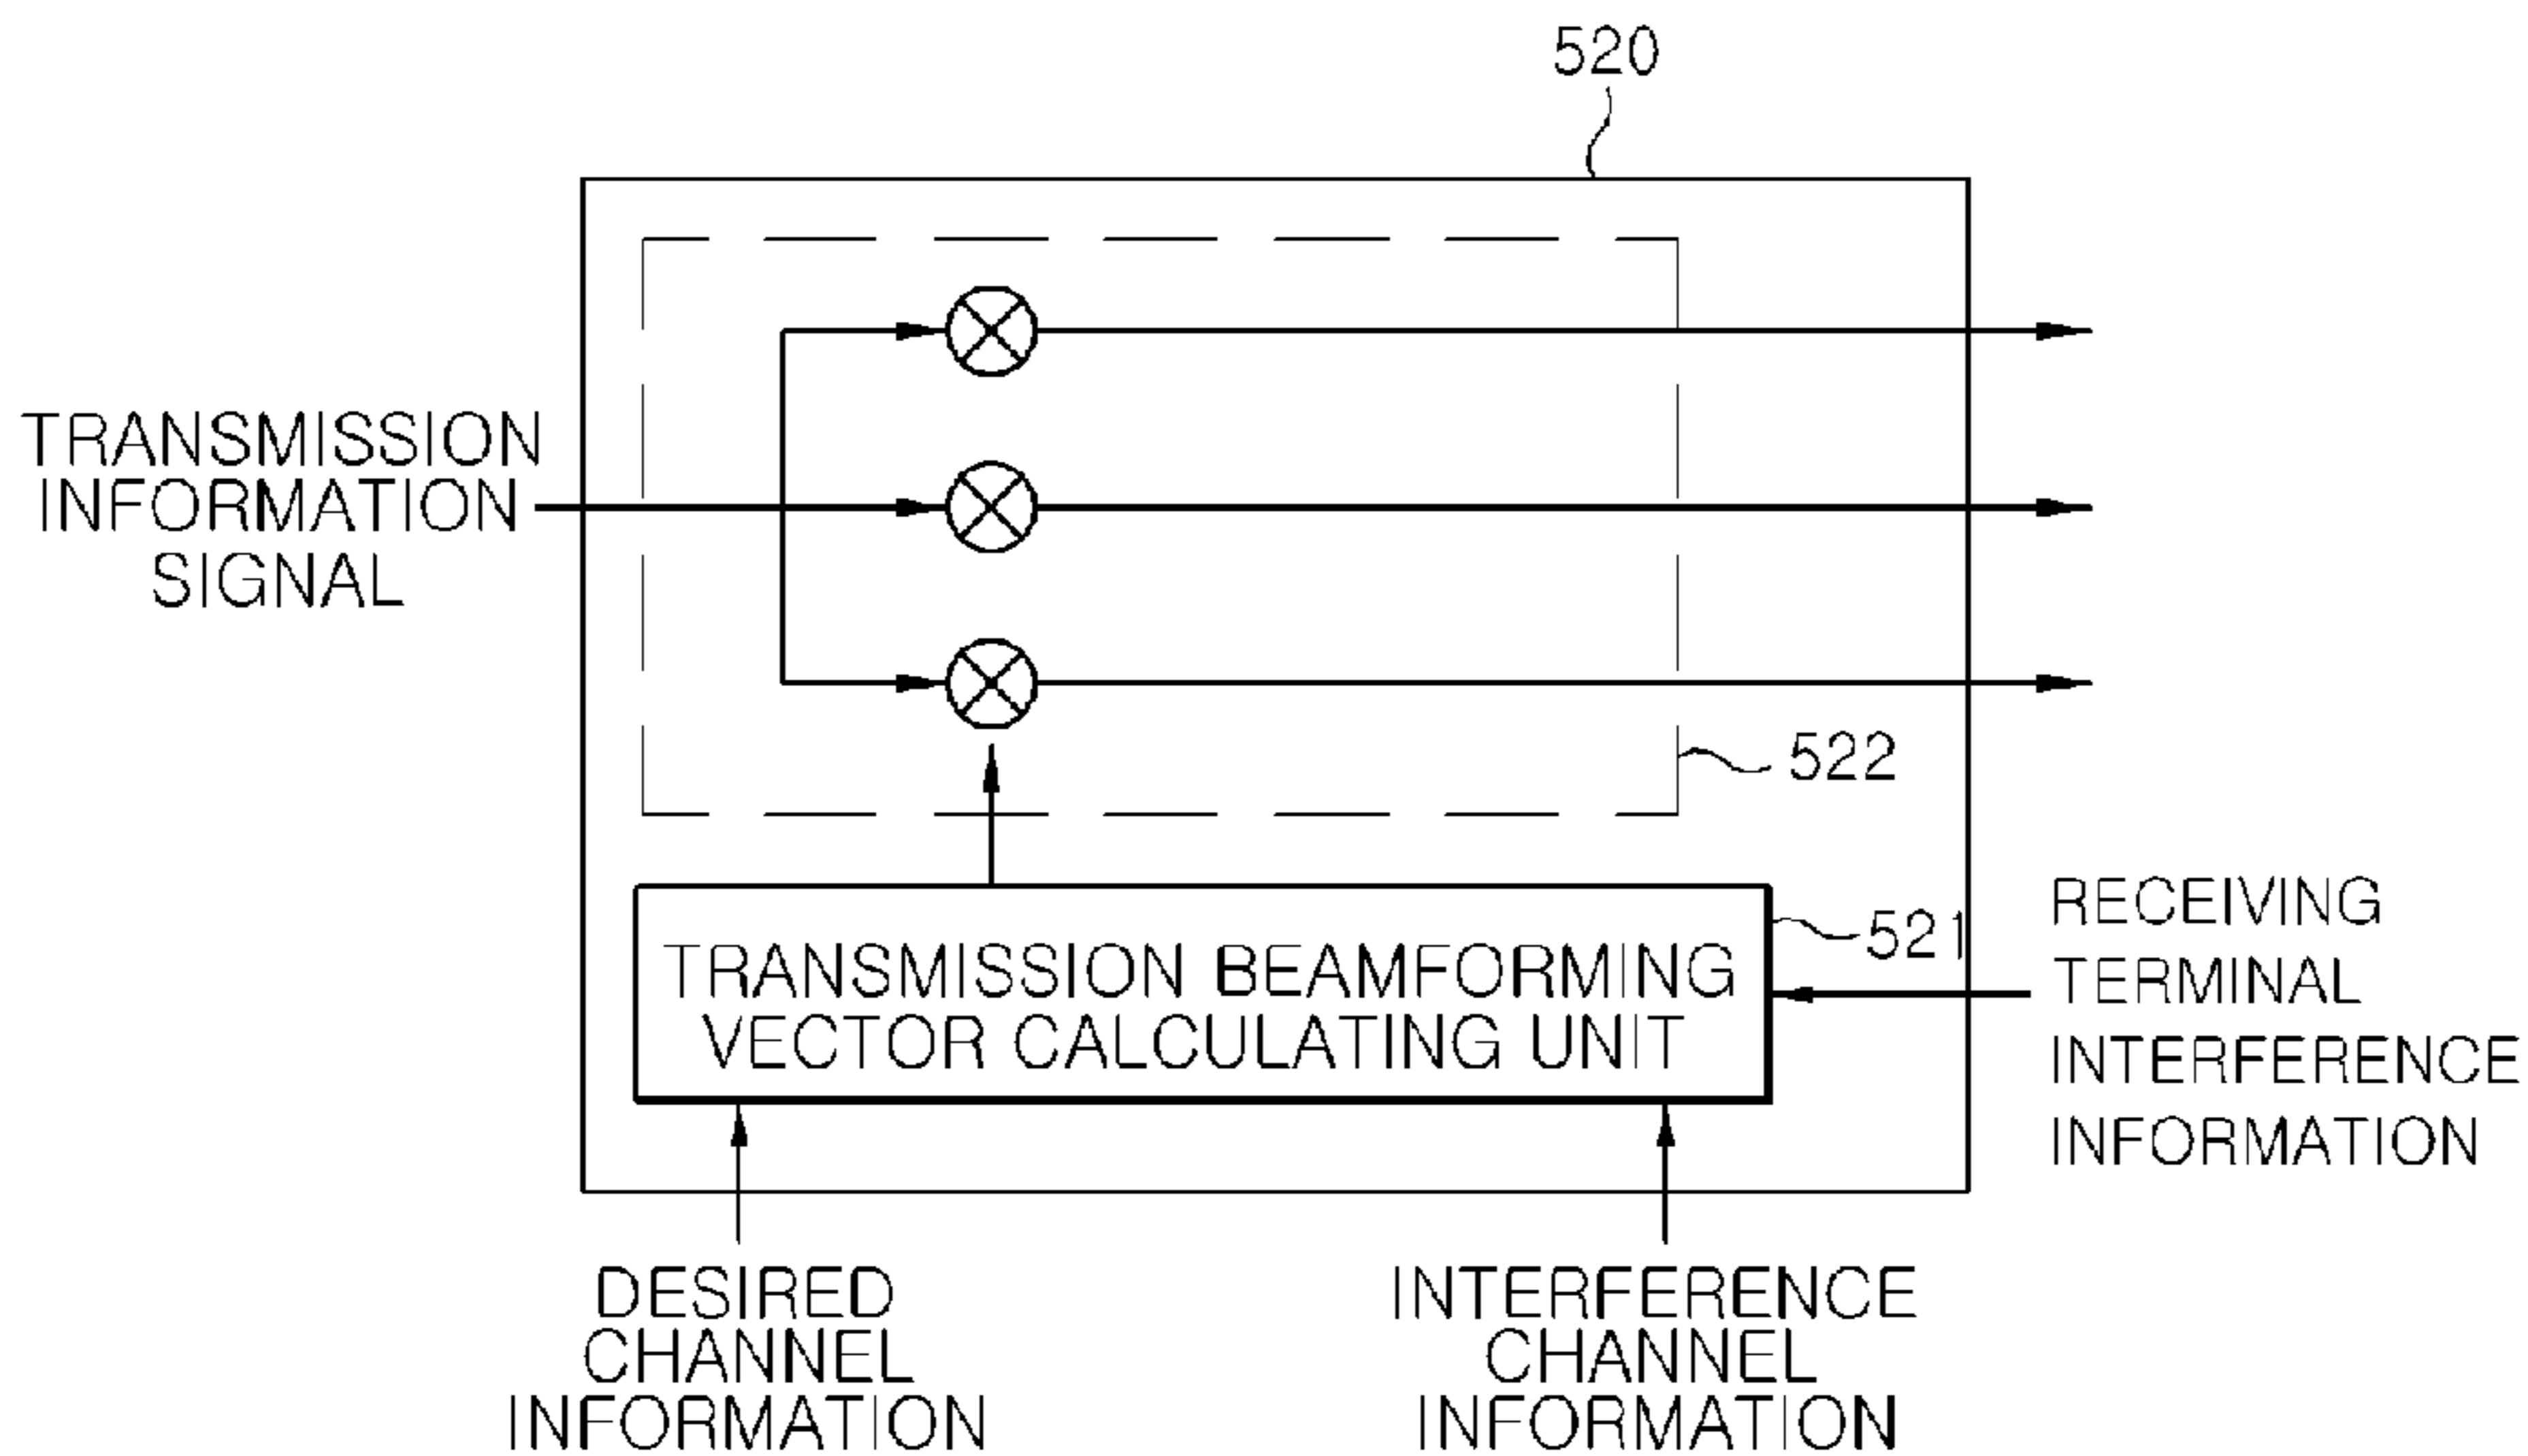 520
TRANSMISSION
INFORMATION
SIGNAL
522
521
TRANSMISSION BEAMFORMING
VECTOR CALCULATING UNIT
RECEIVING
TERMINAL
INTERFERENCE
INFORMATION
DESIRED
CHANNEL
INFORMATION
INTERFERENCE
CHANNEL
INFORMATION